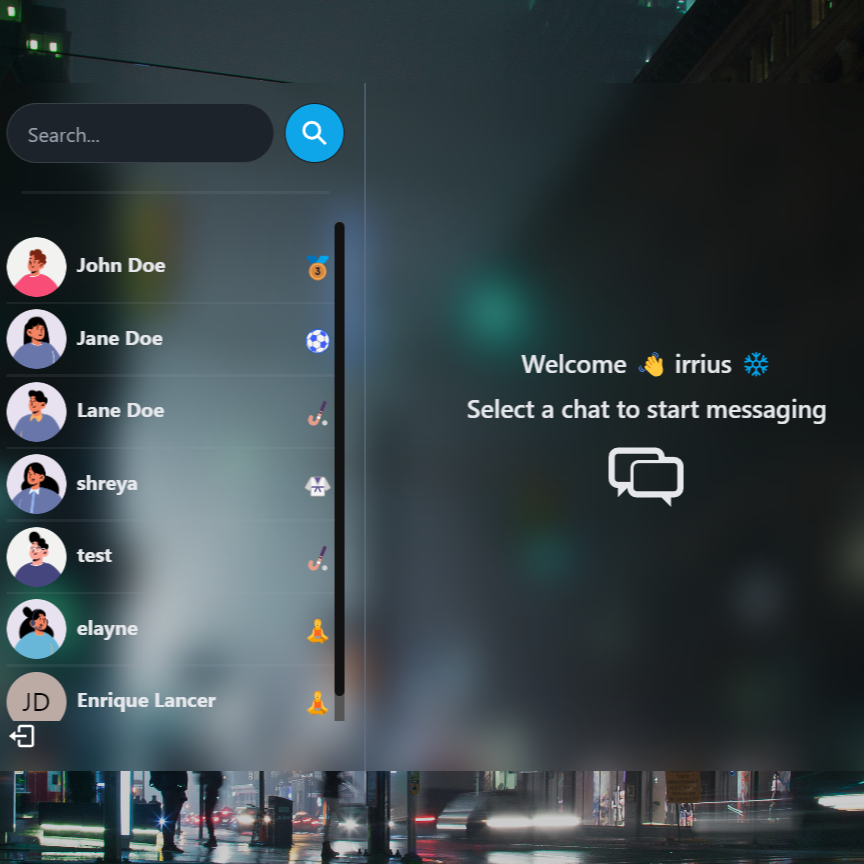 Search...
John Doe
Jane Doe
Lane Doe
shreya
test
elayne
JD Enrique Lancer
Welcome 👋 irrius ❄
Select a chat to start messaging